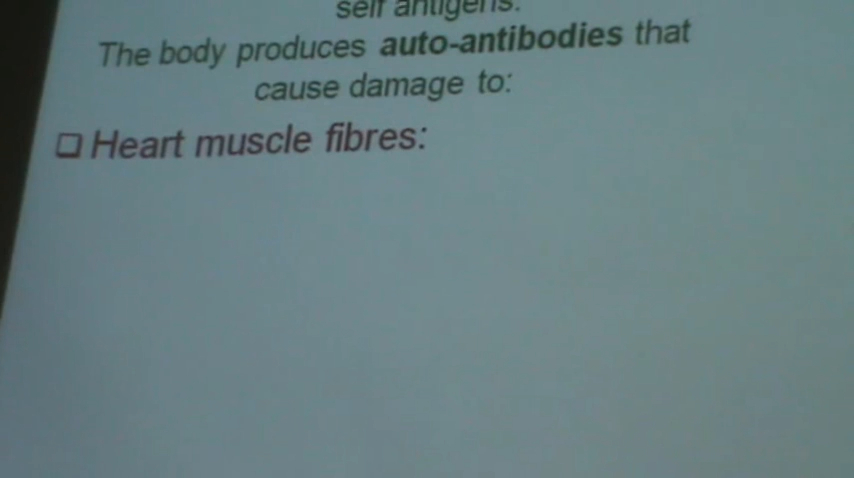 self antigens.
The body produces auto-antibodies that
cause damage to:
Heart muscle fibres: